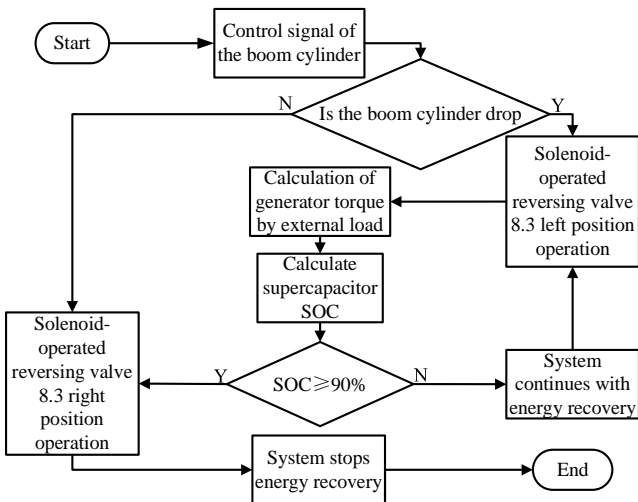 Start
Control signal of
the boom cylinder
Is the boom cylinder drop
N
Y
Solenoid-
operated
reversing valve
8.3 left position
operation
Calculation of
generator torque
by external load
Calculate
supercapacitor
SOC
SOC≥90%
Y
N
Solenoid-
operated
reversing valve
8.3 right
position
operation
System
continues with
energy recovery
System stops
energy recovery
End